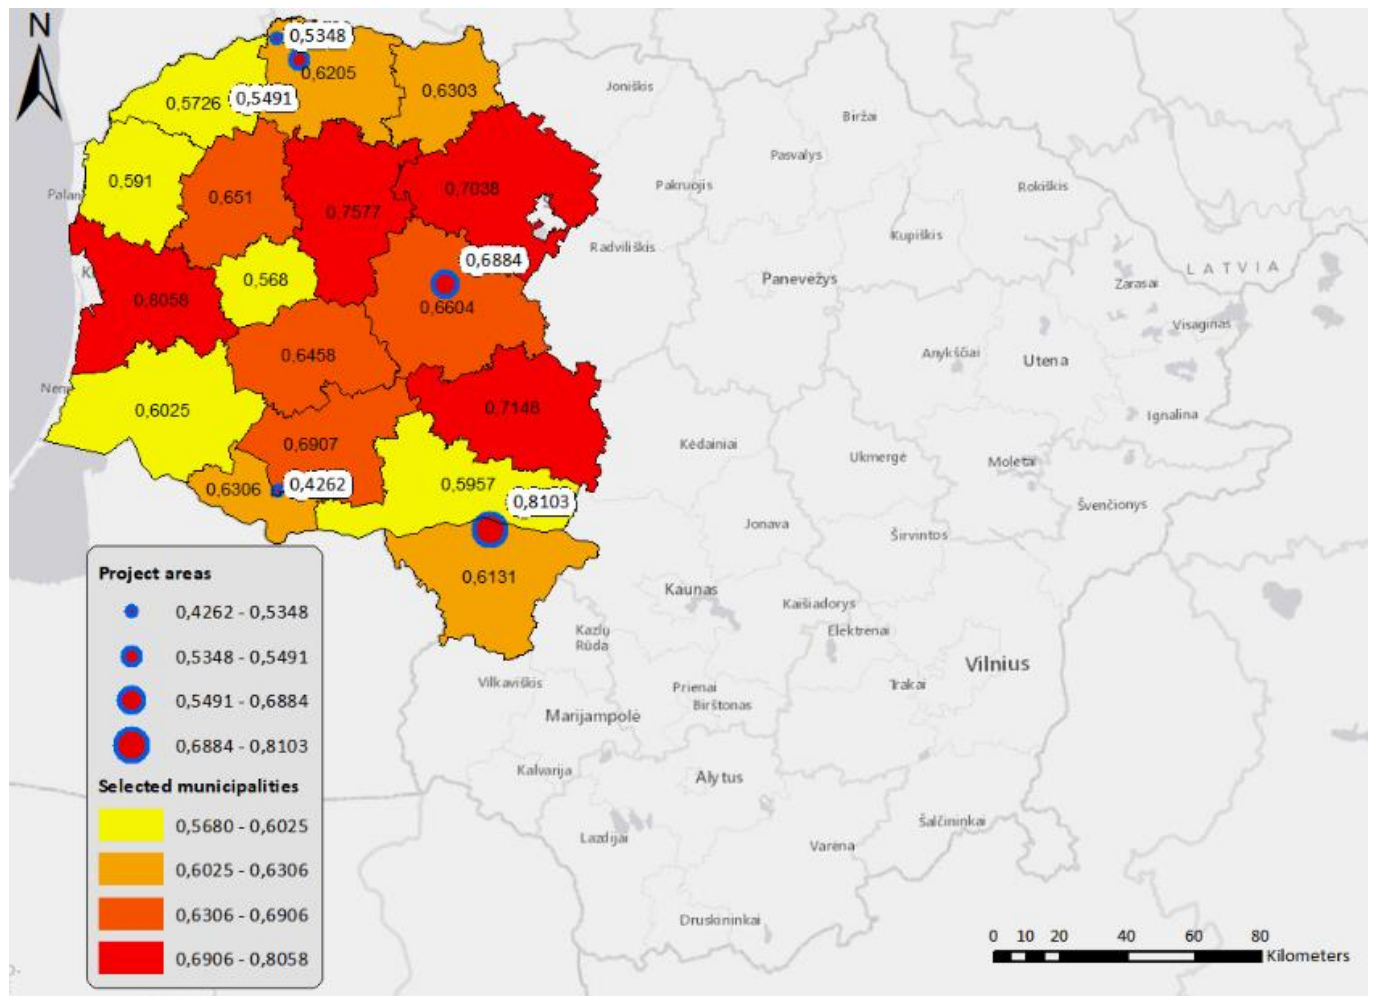 N
0,5348
0,6205
0,6303
Joniškis
0,5726
0,5491
Biržai
Pasvalys
0,591
0,651
0,7577
0,7038
Pakruojis
Rokiškis
Palan
Radviliškis
Kupiškis
0,6884
K
0,8058
0,568
0,6604
Panevėžys
LATVIA
Zarasai
Visaginas
0,6458
Anykščiai
Utena
Nerin
0,6025
0,7148
Ignalina
0,6907
Kėdainiai
Ukmergė
Moletai
0,6306
0,4262
0,5957
0,8103
Švenčionys
Jonava
Širvintos
0,6131
Kaunas
Kaišiadorys
Elektrėnai
Kazlų
Rūda
Vilnius
Vilkaviškis
Prienai
Birštonas
Trakai
Marijampolė
Kalvarija
Alytus
Lazdijai
Varėna
Šalčininkai
Druskininkai
Project areas
0,4262 - 0,5348
0,5348 - 0,5491
0,5491 - 0,6884
0,6884 - 0,8103
Selected municipalities
0,5680 - 0,6025
0,6025 - 0,6306
0,6306 - 0,6906
0,6906 - 0,8058
0 10 20 40 60 80
Kilometers